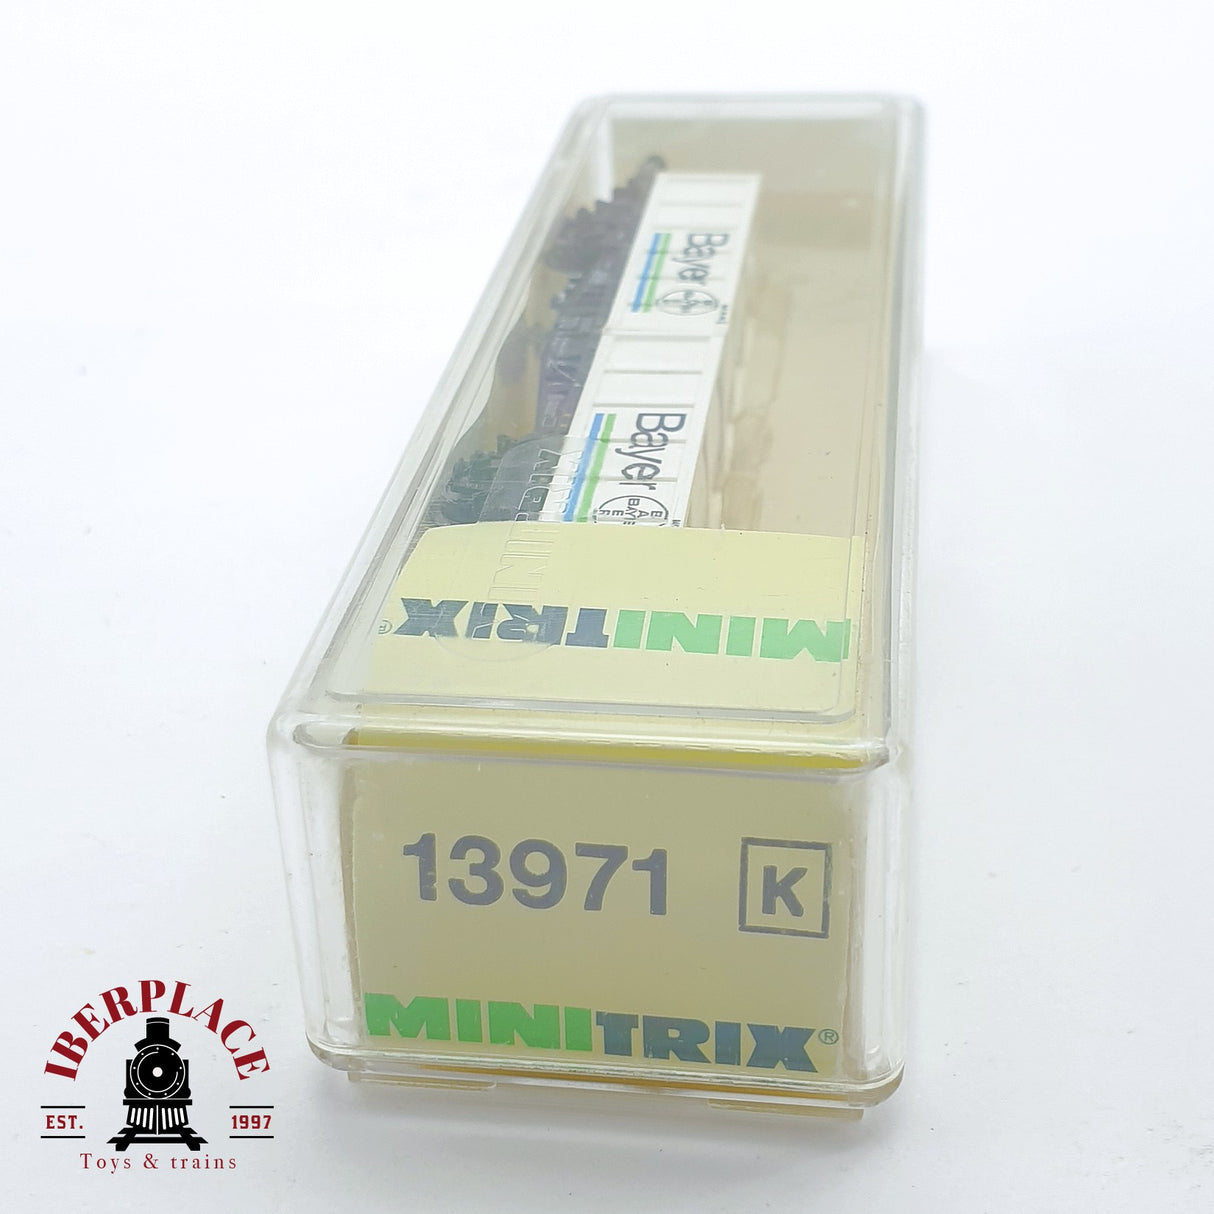 Bayer
Bayer
MINITRIX®
13971 K
MINITRIX®
IBERPLACE
EST. 1997
Toys & trains